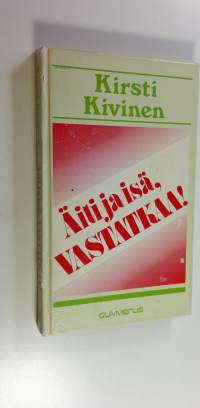 Kirsti
Kivinen
Äiti ja isä,
VASTATKAA!
GUMMERUS